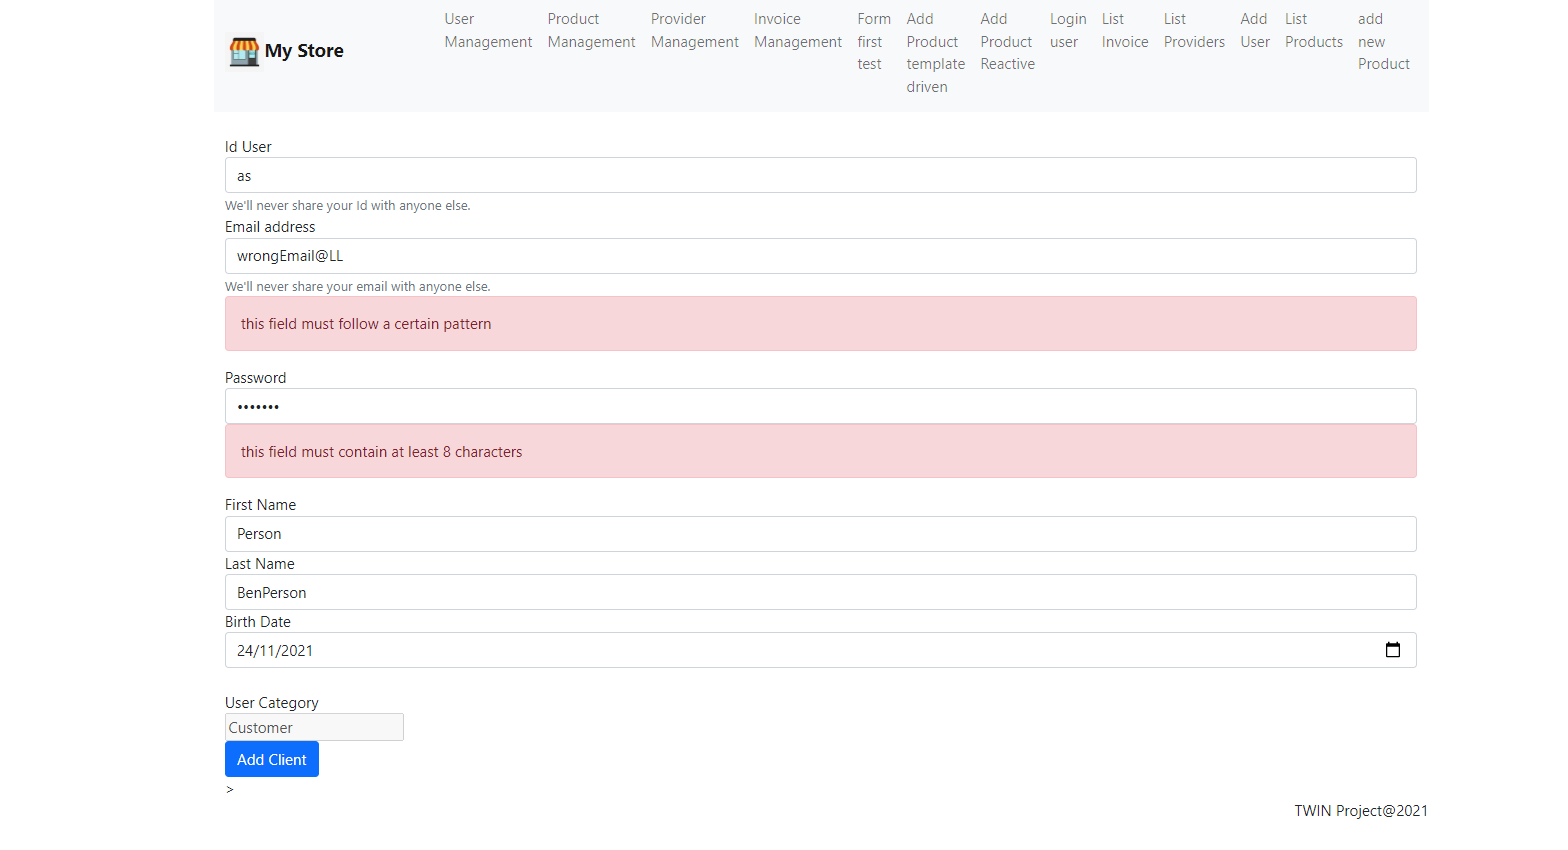 My Store
User Management
Product Management
Provider Management
Invoice Management
Form first test
Add Product template driven
Add Product Reactive
Login user
List Invoice
List Providers
Add User
List Products
add new Product
Id User
as
We'll never share your Id with anyone else.
Email address
wrongEmail@LL
We'll never share your email with anyone else.
this field must follow a certain pattern
Password
•••••••
this field must contain at least 8 characters
First Name
Person
Last Name
BenPerson
Birth Date
24/11/2021
User Category
Customer
Add Client
>
TWIN Project@2021